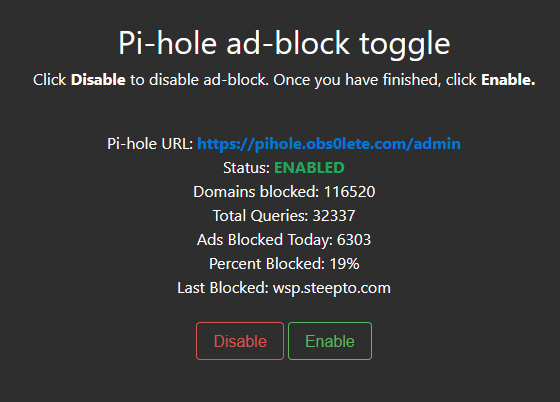 Pi-hole ad-block toggle
Click Disable to disable ad-block. Once you have finished, click Enable.
Pi-hole URL: https://pihole.obs0lete.com/admin
Status: ENABLED
Domains blocked: 116520
Total Queries: 32337
Ads Blocked Today: 6303
Percent Blocked: 19%
Last Blocked: wsp.steepto.com
Disable Enable